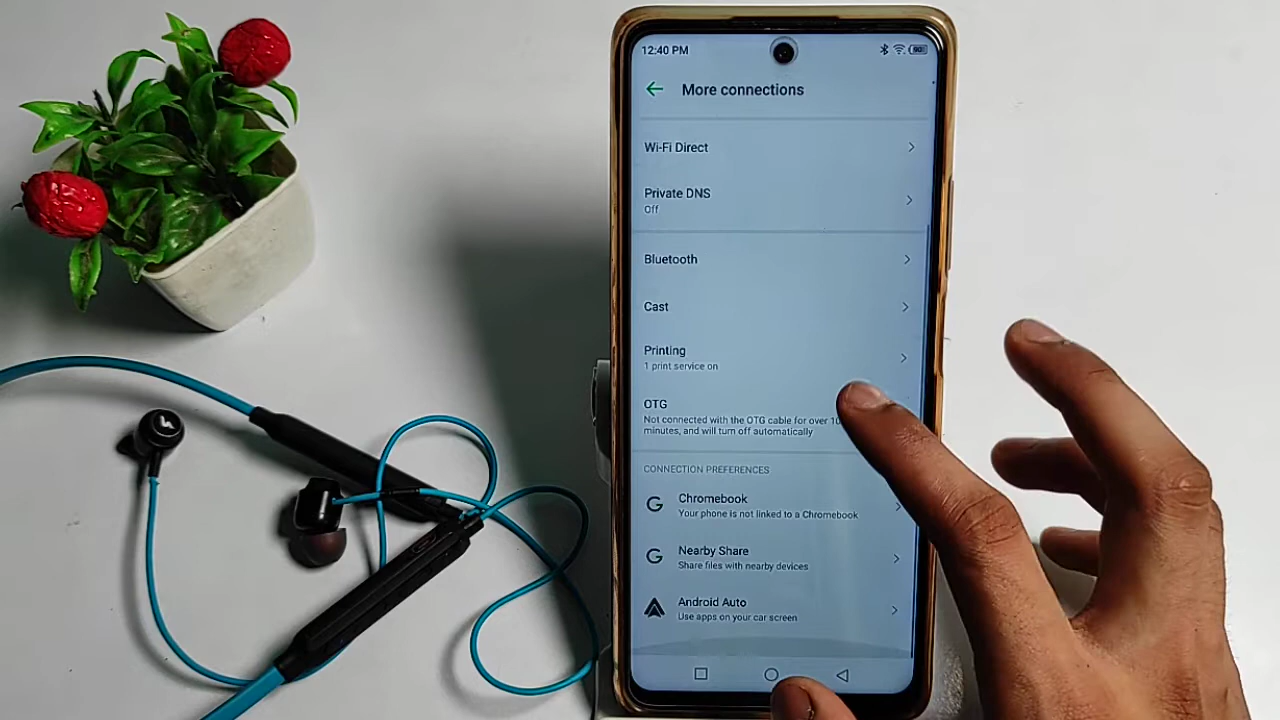 12:40 PM
90
More connections
Wi-Fi Direct
Private DNS
Off
Bluetooth
Cast
Printing
1 print service on
OTG
Not connected with the OTG cable for over 10
minutes, and will turn off automatically
CONNECTION PREFERENCES
Chromebook
Your phone is not linked to a Chromebook
Nearby Share
Share files with nearby devices
Android Auto
Use apps on your car screen